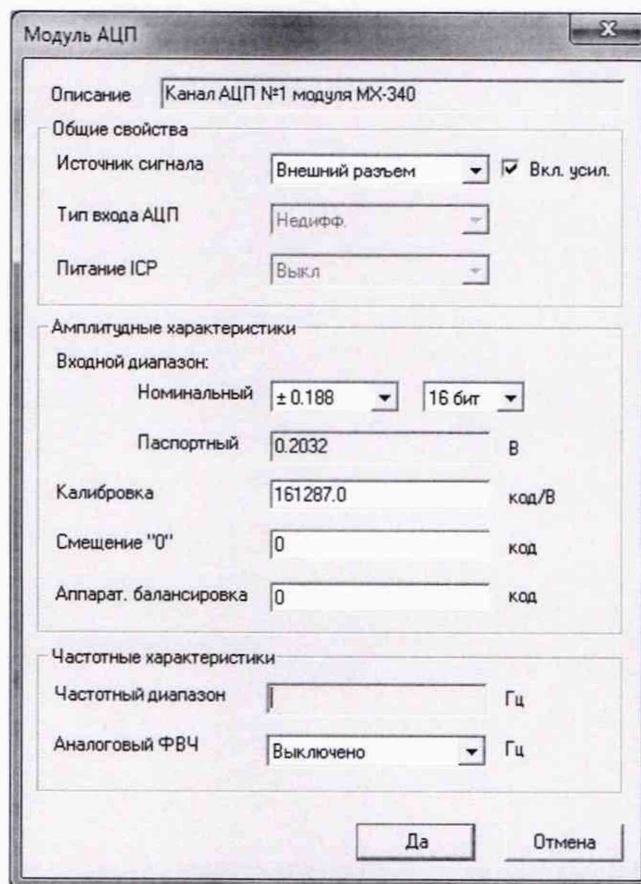 Модуль АЦП
Описание Канал АЦП №1 модуля MX-340
Общие свойства
Источник сигнала Внешний разъем Вкл. усил.
Тип входа АЦП Недифф.
Питание ICP Выкл
Амплитудные характеристики
Входной диапазон:
Номинальный ± 0.188 16 бит
Паспортный 0.2032 В
Калибровка 161287.0 код/В
Смещение "0" 0 код
Аппарат. балансировка 0 код
Частотные характеристики
Частотный диапазон Гц
Аналоговый ФВЧ Выключено Гц
Да Отмена